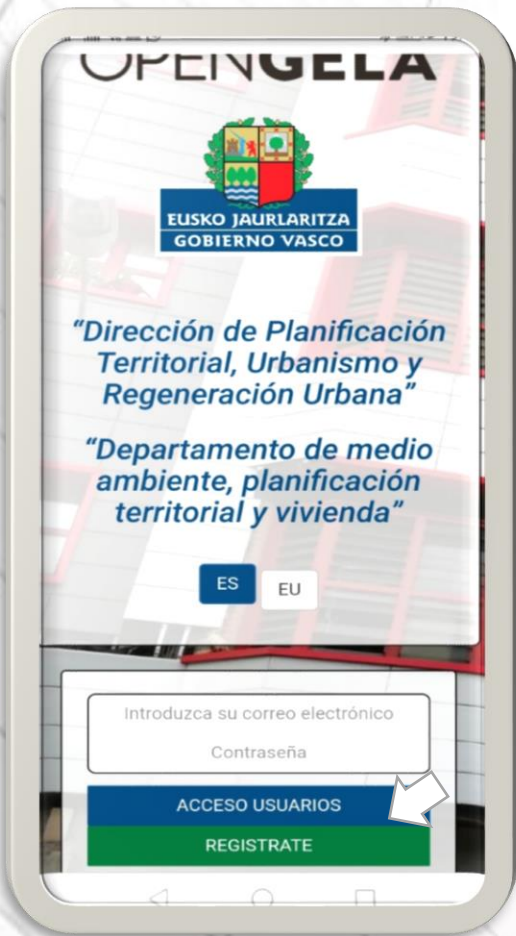 OPENGELA
EUSKO JAURLARITZA
GOBIERNO VASCO
“Dirección de Planificación
Territorial, Urbanismo y
Regeneración Urbana”
“Departamento de medio
ambiente, planificación
territorial y vivienda”
ES EU
Introduzca su correo electrónico
Contraseña
ACCESO USUARIOS
REGISTRATE